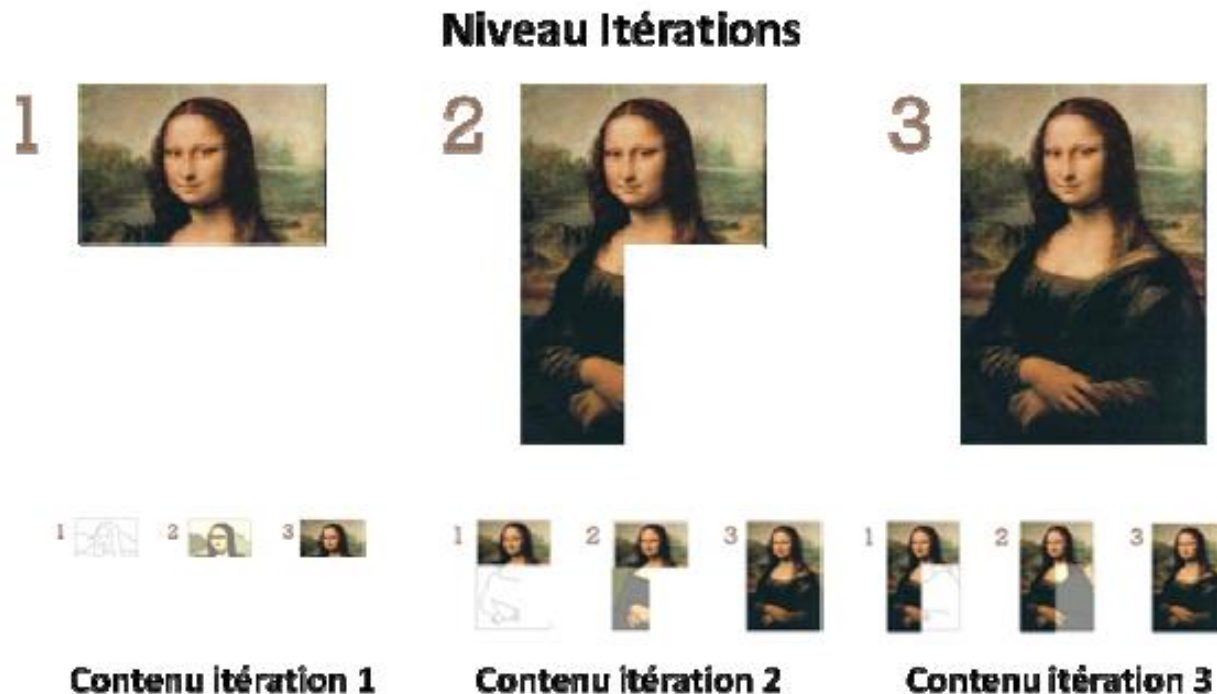 Niveau Itérations
1 2 3
1 2 3 1 2 3 1 2 3
Contenu itération 1 Contenu itération 2 Contenu itération 3